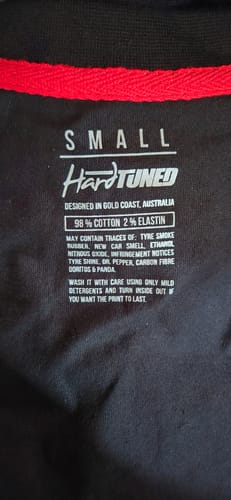 SMALL
HardTUNED
DESIGNED IN GOLD COAST, AUSTRALIA
98 % COTTON 2 % ELASTIN
MAY CONTAIN TRACES OF: TYRE SMOKE
RUBBER, NEW CAR SMELL, ETHANOL
NITROUS OXIDE, INFRINGEMENT NOTICES
TYRE SHINE, DR. PEPPER, CARBON FIBRE
DORITOS & PANDA.
WASH IT WITH CARE USING ONLY MILD
DETERGENTS AND TURN INSIDE OUT IF
YOU WANT THE PRINT TO LAST.